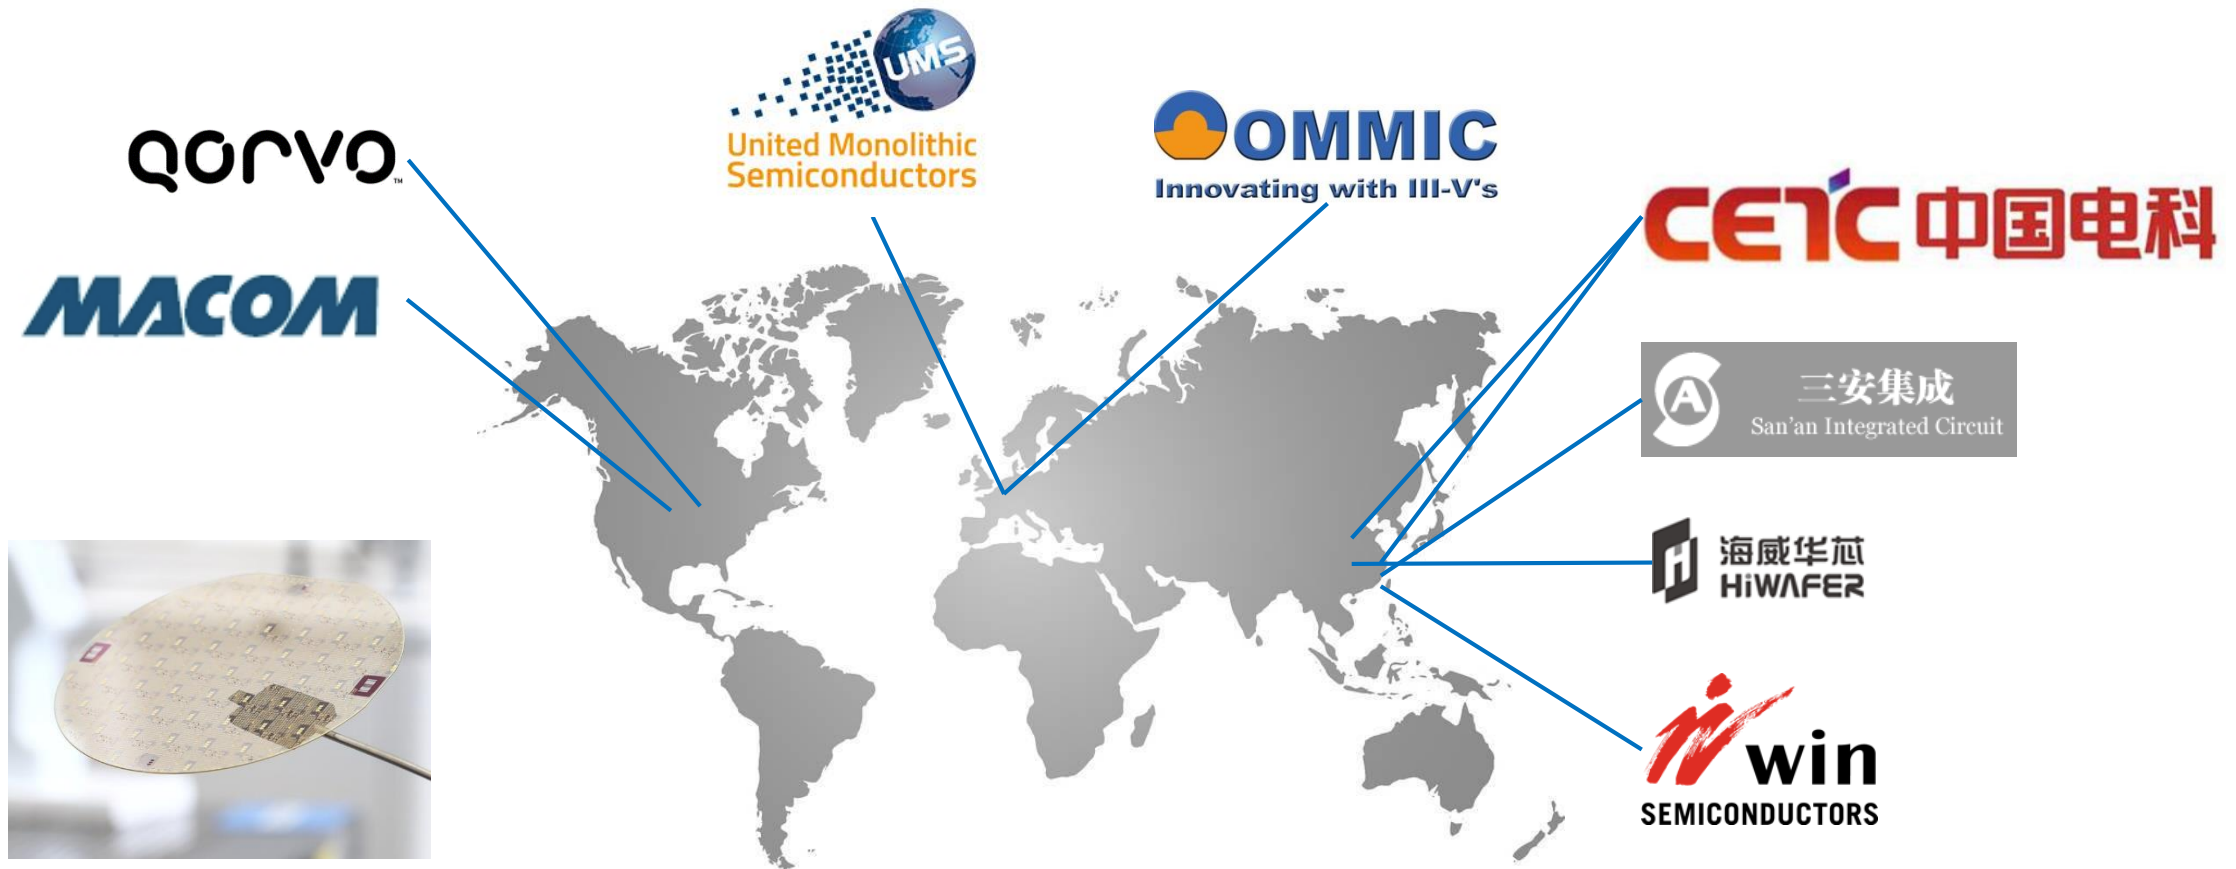 UMS
United Monolithic
Semiconductors
OMMIC
Innovating with III-V's
Qorvo
™
MACOM
CETC 中国电科
三安集成
San'an Integrated Circuit
海威华芯
HiWAFER
win
SEMICONDUCTORS